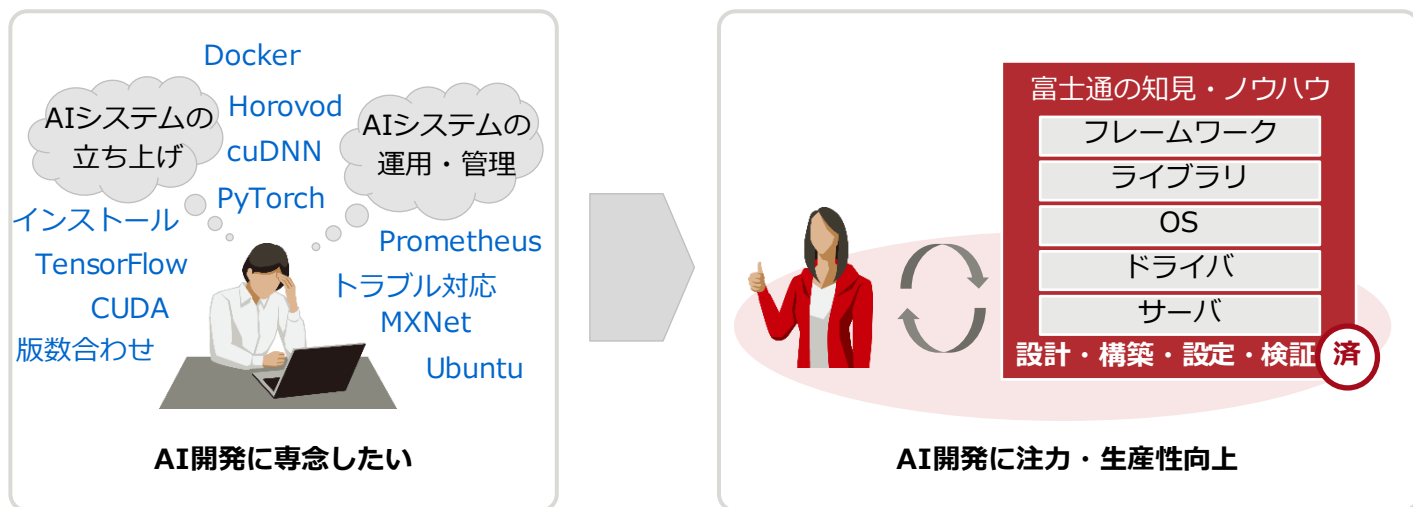 Docker
AIシステムの
立ち上げ
Horovod
cuDNN
PyTorch
AIシステムの
運用・管理
インストール
TensorFlow
CUDA
版数合わせ
Prometheus
トラブル対応
MXNet
Ubuntu
AI開発に専念したい
富士通の知見・ノウハウ
フレームワーク
ライブラリ
OS
ドライバ
サーバ
設計・構築・設定・検証 済
AI開発に注力・生産性向上